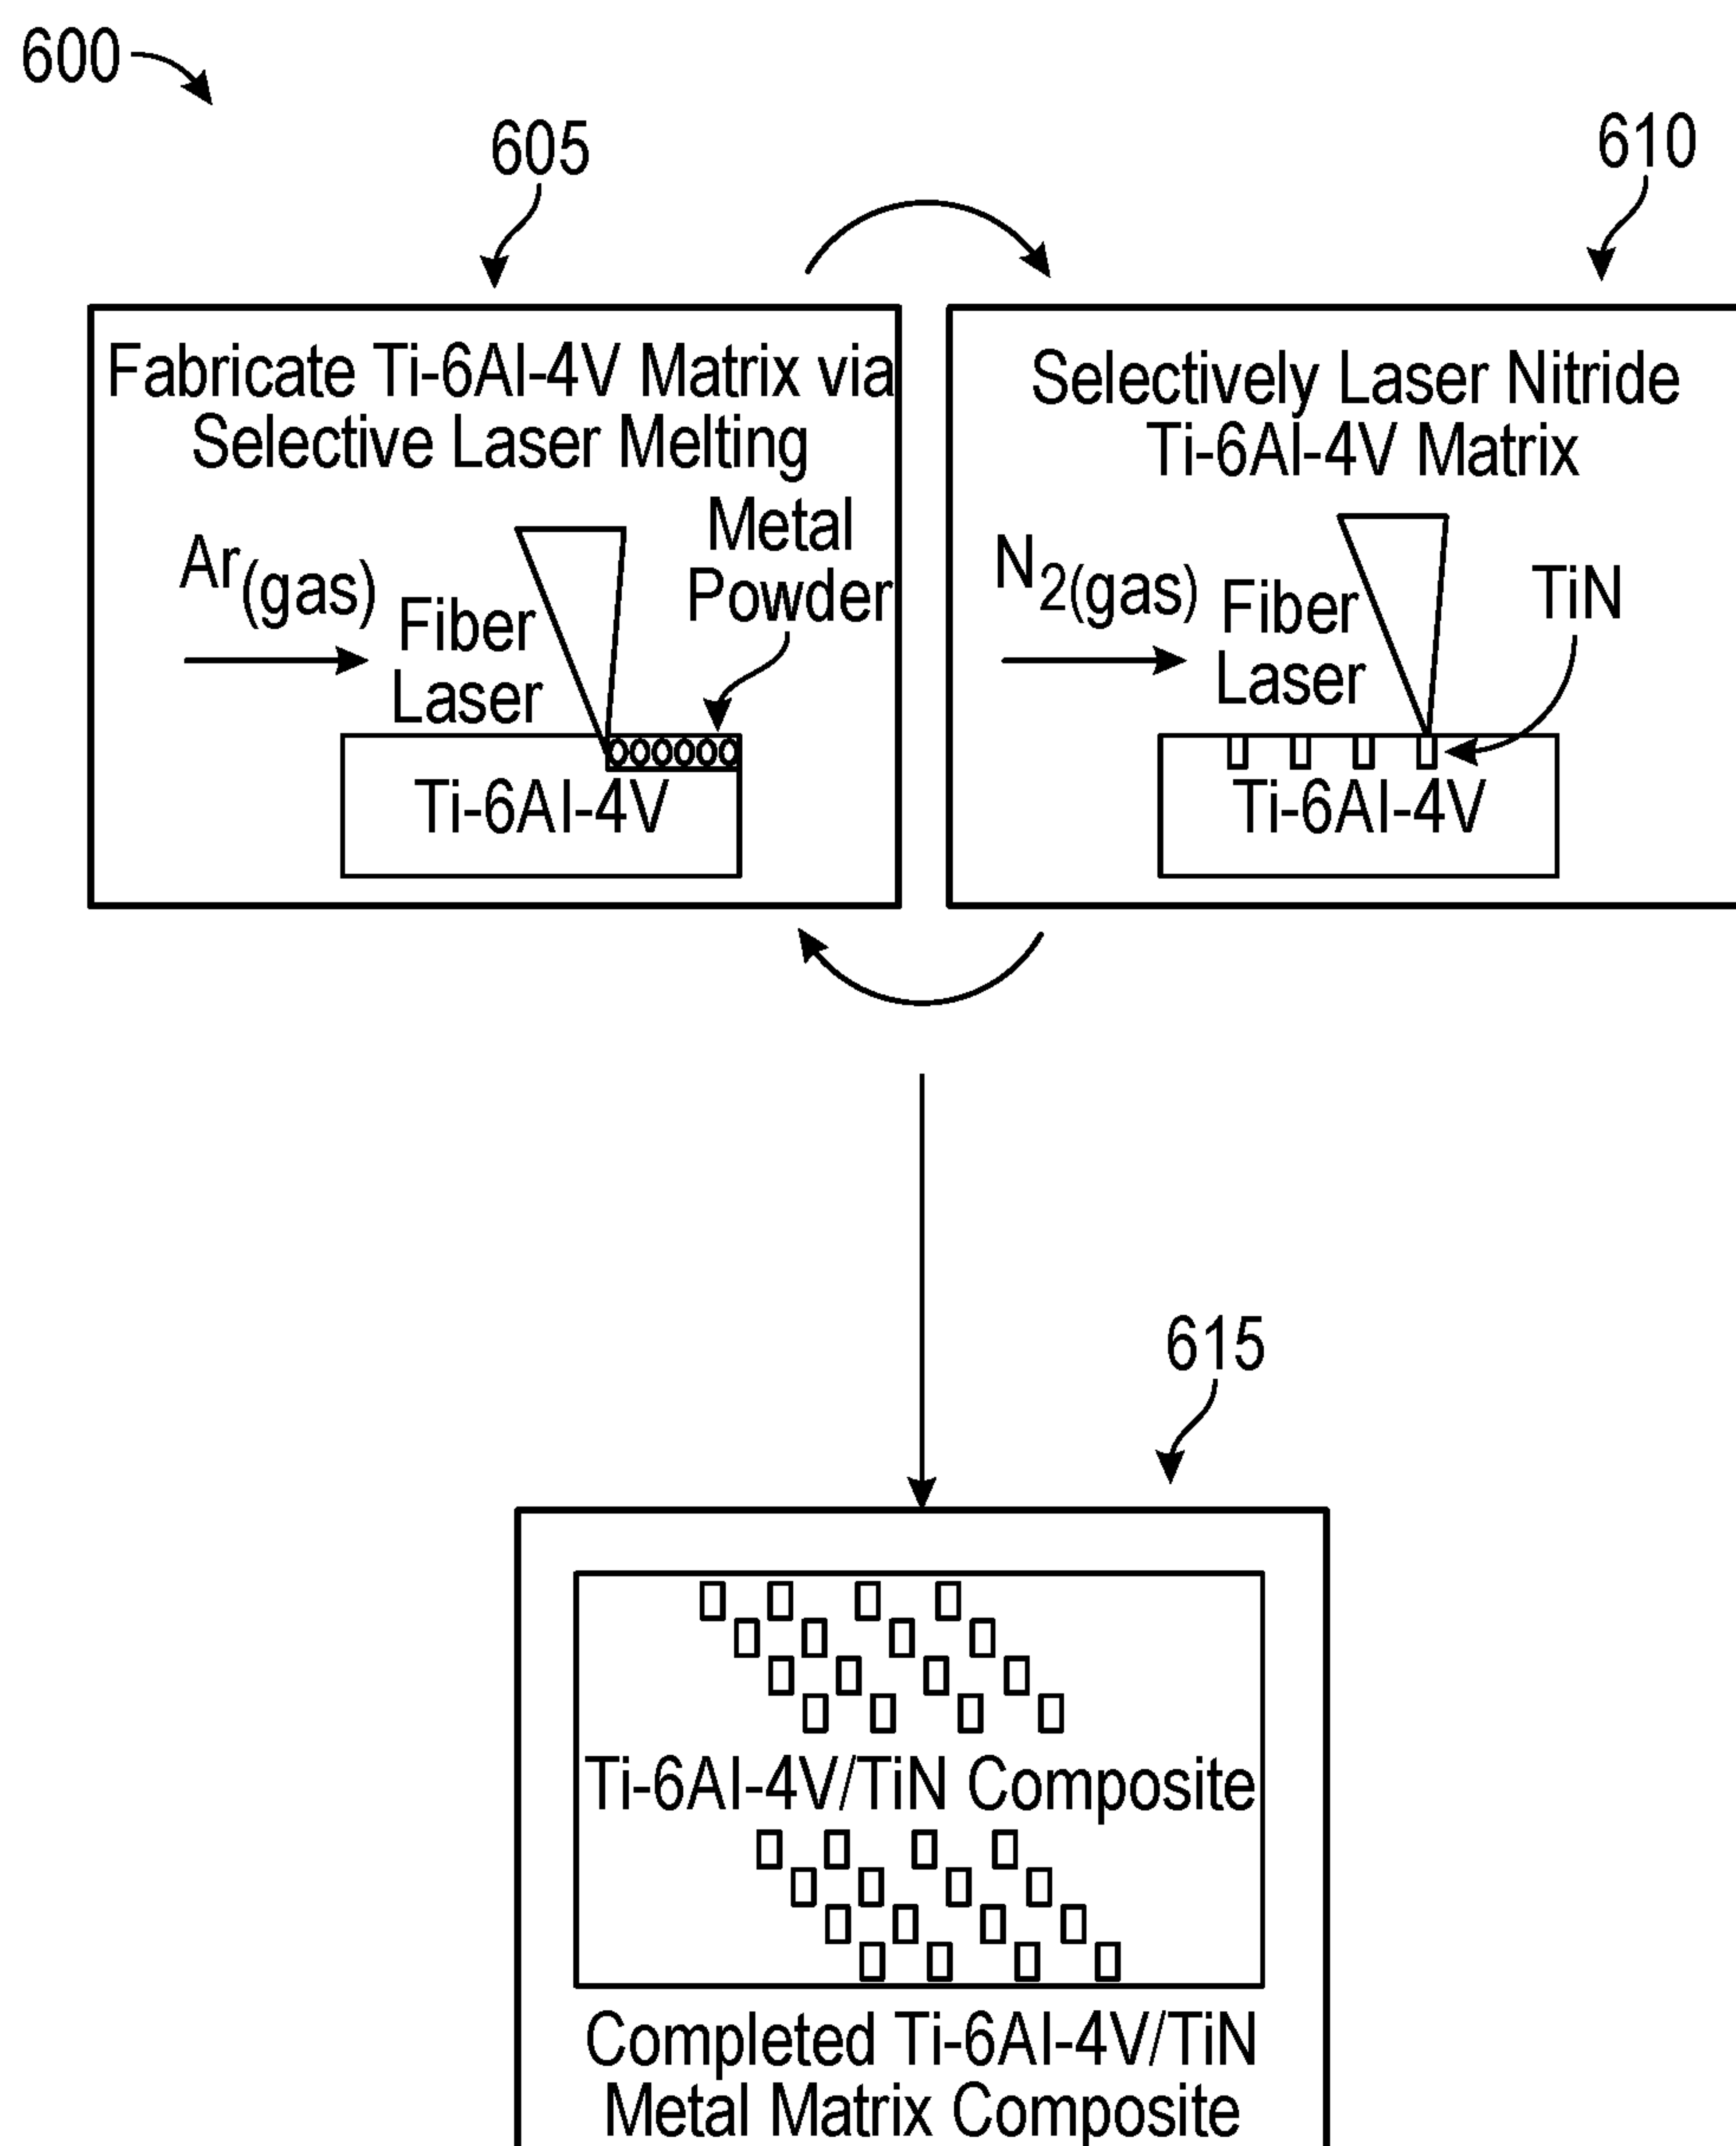 600
605
610
Fabricate Ti-6Al-4V Matrix via
Selective Laser Melting
Ar(gas)
Fiber
Laser
Metal
Powder
Ti-6Al-4V
Selectively Laser Nitride
Ti-6Al-4V Matrix
N2(gas)
Fiber
Laser
TiN
Ti-6Al-4V
615
Ti-6Al-4V/TiN Composite
Completed Ti-6Al-4V/TiN
Metal Matrix Composite